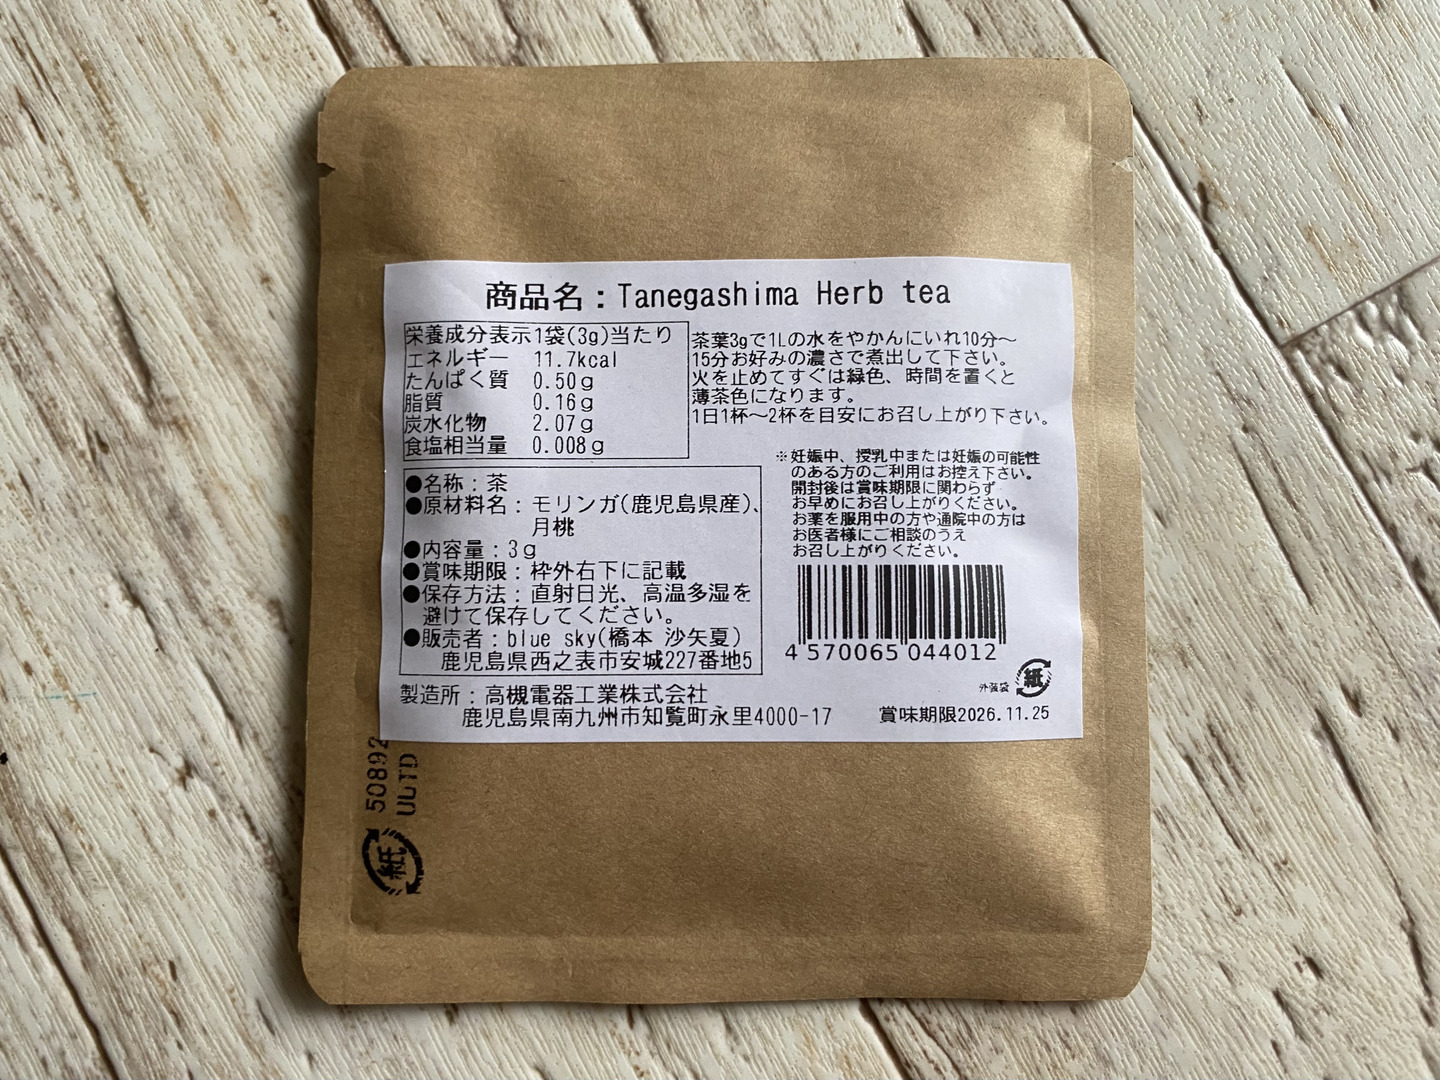 商品名：Tanegashima Herb tea
栄養成分表示1袋(3g)当たり
エネルギー 11.7kcal
たんぱく質 0.50g
脂質 0.16g
炭水化物 2.07g
食塩相当量 0.008g
茶葉3gで1Lの水をやかんにいれ10分～
15分お好みの濃さで煮出して下さい。
火を止めてすぐは緑色、時間を置くと
薄茶色になります。
1日1杯～2杯を目安にお召し上がり下さい。
●名称：茶
●原材料名：モリンガ(鹿児島県産)、
月桃
●内容量：3g
●賞味期限：枠外右下に記載
●保存方法：直射日光、高温多湿を
避けて保存してください。
●販売者：blue sky(橋本 沙矢夏)
鹿児島県西之表市安城227番地5
※妊娠中、授乳中または妊娠の可能性
のある方のご利用はお控え下さい。
開封後は賞味期限に関わらず
お早めにお召し上がりください。
お薬を服用中の方や通院中の方は
お医者様にご相談のうえ
お召し上がりください。
4 570065 044012
紙
外装袋
製造所：高槻電器工業株式会社
鹿児島県南九州市知覧町永里4000-17
賞味期限2026.11.25
50892
紙